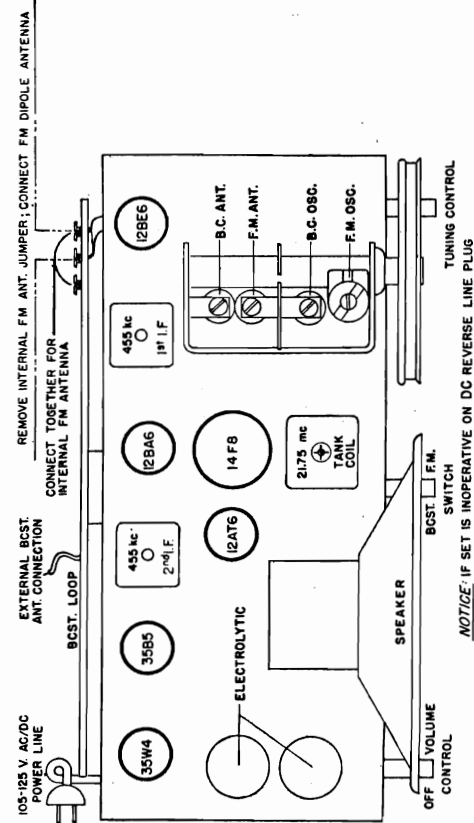 105-125 V. AC/DC
POWER LINE
EXTERNAL BCST.
ANT. CONNECTION
BCST. LOOP
REMOVE INTERNAL FM ANT. JUMPER; CONNECT FM DIPOLE ANTENNA
CONNECT TOGETHER FOR
INTERNAL FM ANTENNA
35W4
35B5
455 kc
2nd I.F.
12BA6
455 kc
1st I.F
12BE6
ELECTROLYTIC
12AT6
14F8
21.75 mc
TANK
COIL
B.C. ANT.
F.M. ANT.
B.C. OSC.
F.M. OSC.
SPEAKER
OFF VOLUME
CONTROL
BCST. F.M.
SWITCH
TUNING CONTROL
NOTICE: IF SET IS INOPERATIVE ON DC REVERSE LINE PLUG